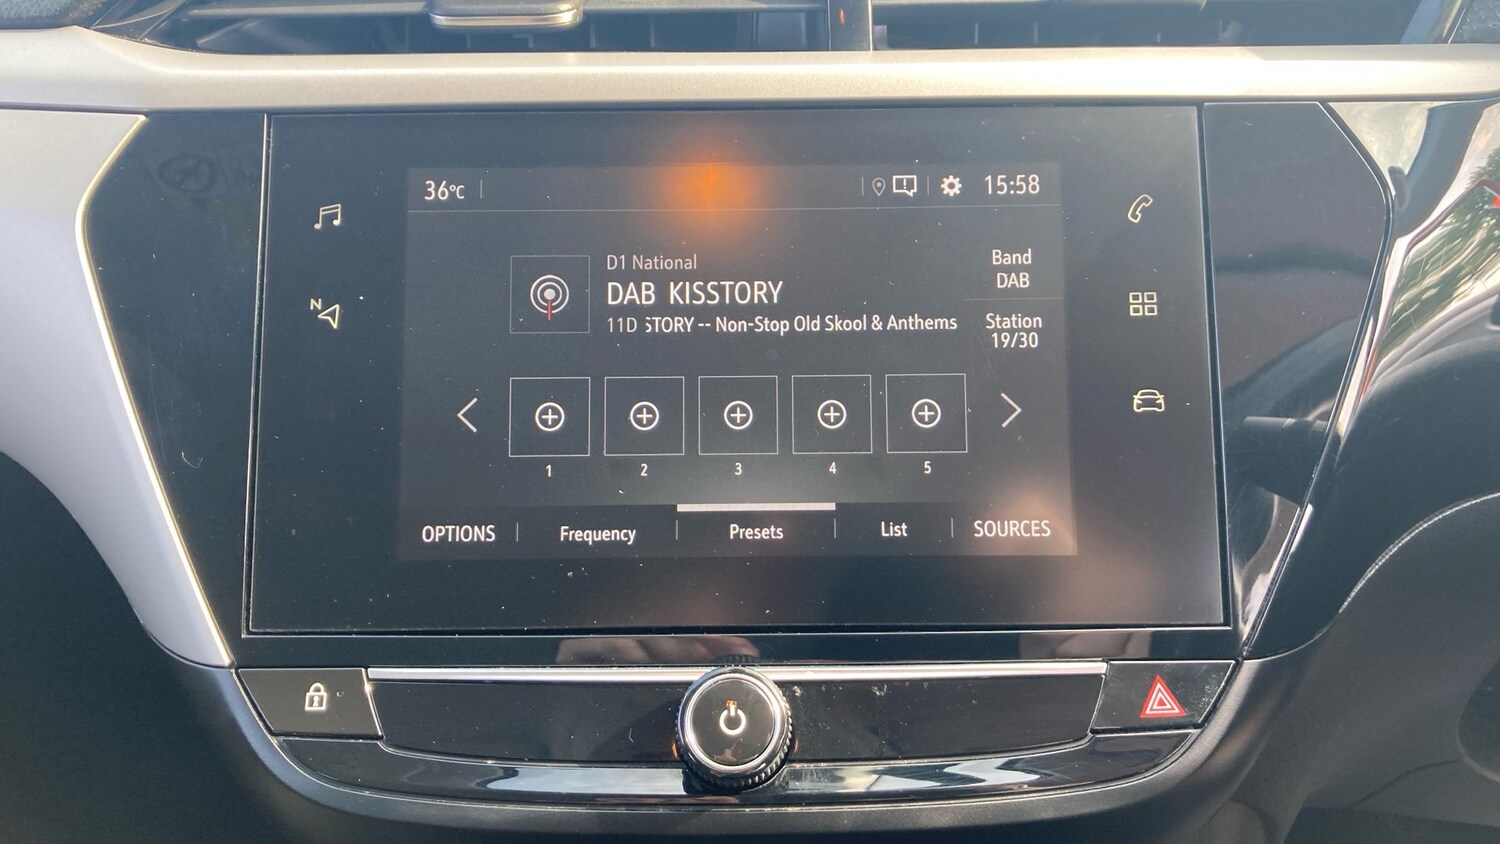 36°C
15:58
N
D1 National
DAB KISSTORY
11D STORY -- Non-Stop Old Skool & Anthems
Band
DAB
Station
19/30
1 2 3 4 5
OPTIONS Frequency Presets List SOURCES